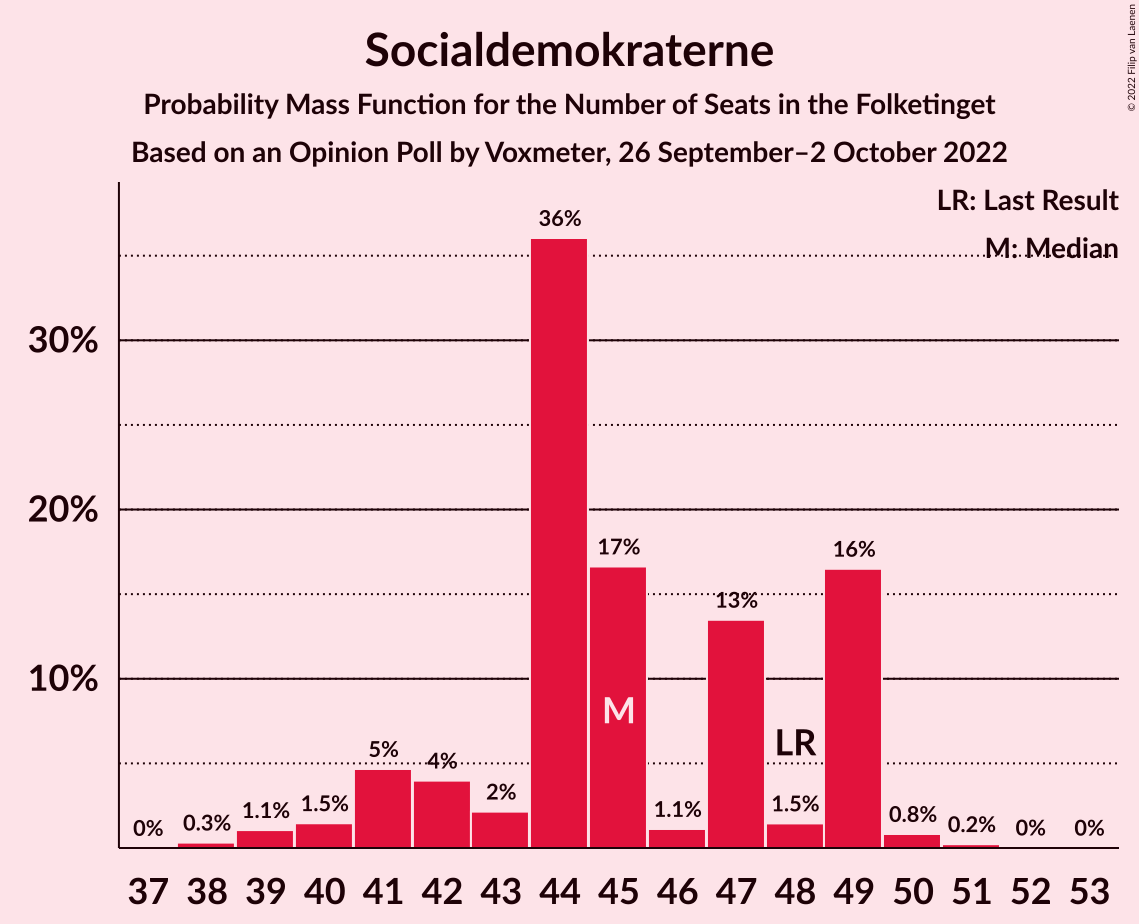 Socialdemokraterne
Probability Mass Function for the Number of Seats in the Folketinget
Based on an Opinion Poll by Voxmeter, 26 September–2 October 2022
© 2022 Filip van Laenen
LR: Last Result
M: Median
30%
20%
10%
0%
0.3%
1.1%
1.5%
5%
4%
2%
36%
17%
1.1%
13%
1.5%
16%
0.8%
0.2%
0%
0%
M
LR
37 38 39 40 41 42 43 44 45 46 47 48 49 50 51 52 53